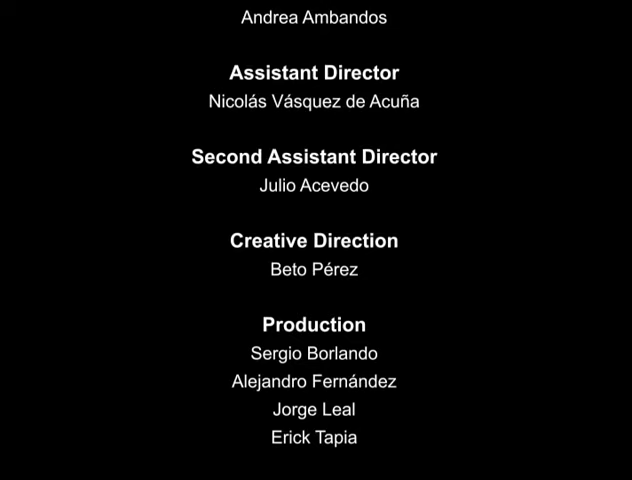 Andrea Ambandos
Assistant Director
Nicolás Vásquez de Acuña
Second Assistant Director
Julio Acevedo
Creative Direction
Beto Pérez
Production
Sergio Borlando
Alejandro Fernández
Jorge Leal
Erick Tapia